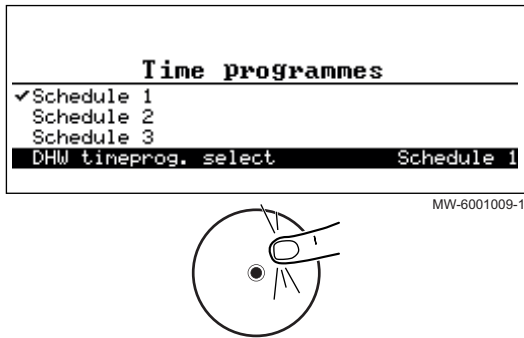 Time programmes
✓Schedule 1
Schedule 2
Schedule 3
DHW timeprog. select Schedule 1
MW-6001009-1